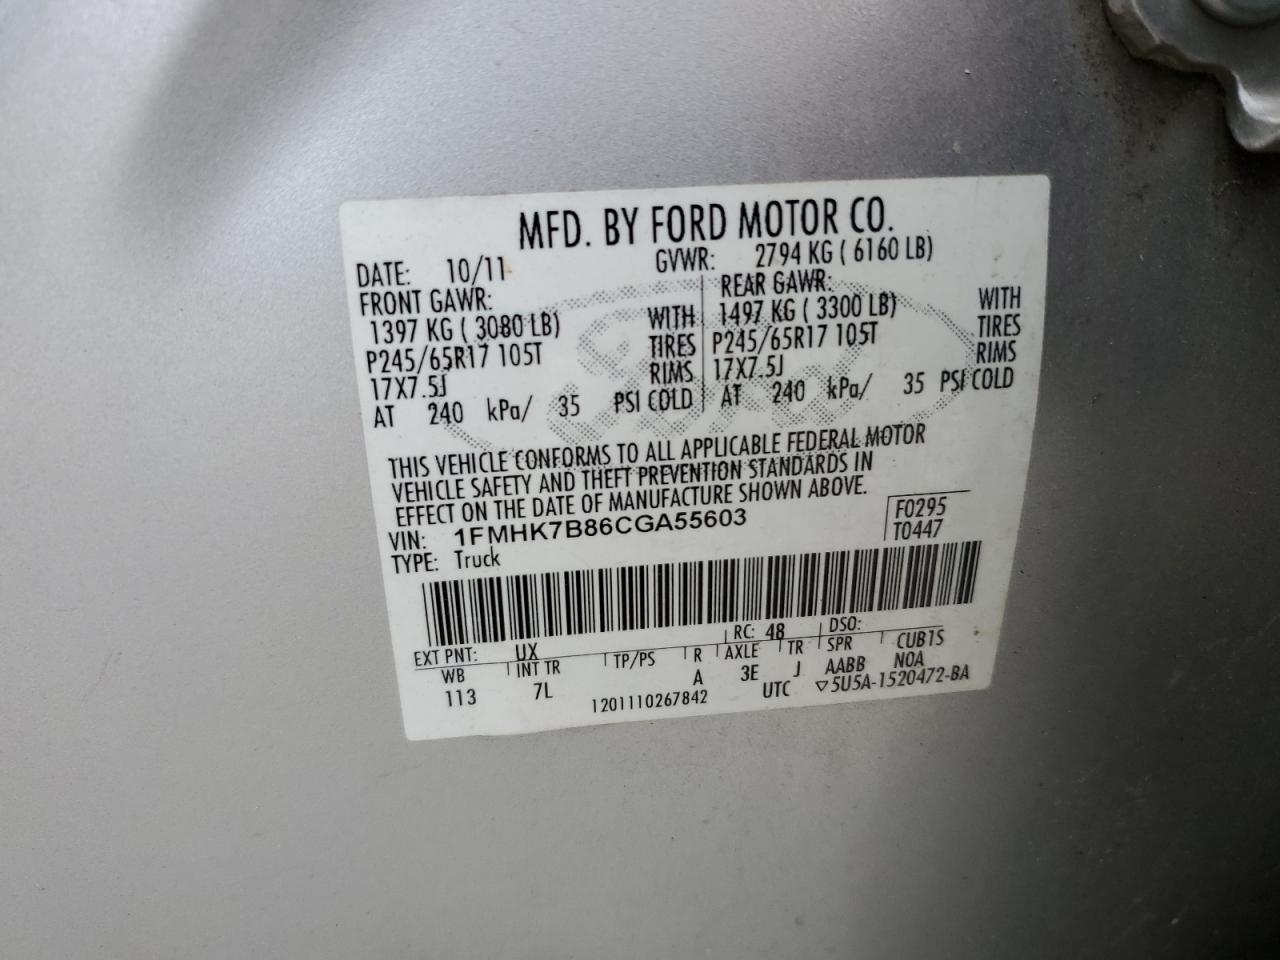 MFD. BY FORD MOTOR CO.
DATE: 10/11 GVWR: 2794 KG ( 6160 LB)
FRONT GAWR: REAR GAWR:
1397 KG ( 3080 LB) WITH 1497 KG ( 3300 LB) WITH
P245/65R17 105T TIRES P245/65R17 105T TIRES
17X7.5J RIMS 17X7.5J RIMS
AT 240 kPa/ 35 PSI COLD AT 240 kPa/ 35 PSI COLD
THIS VEHICLE CONFORMS TO ALL APPLICABLE FEDERAL MOTOR
VEHICLE SAFETY AND THEFT PREVENTION STANDARDS IN
EFFECT ON THE DATE OF MANUFACTURE SHOWN ABOVE.
VIN: 1FMHK7B86CGA55603 F0295
TYPE: Truck T0447
EXT PNT: UX RC: 48 DSO:
WB INT TR TP/PS R AXLE TR SPR CUB1S
113 7L A 3E J AABB NOA
1201110267842 UTC ▽5U5A-1520472-BA